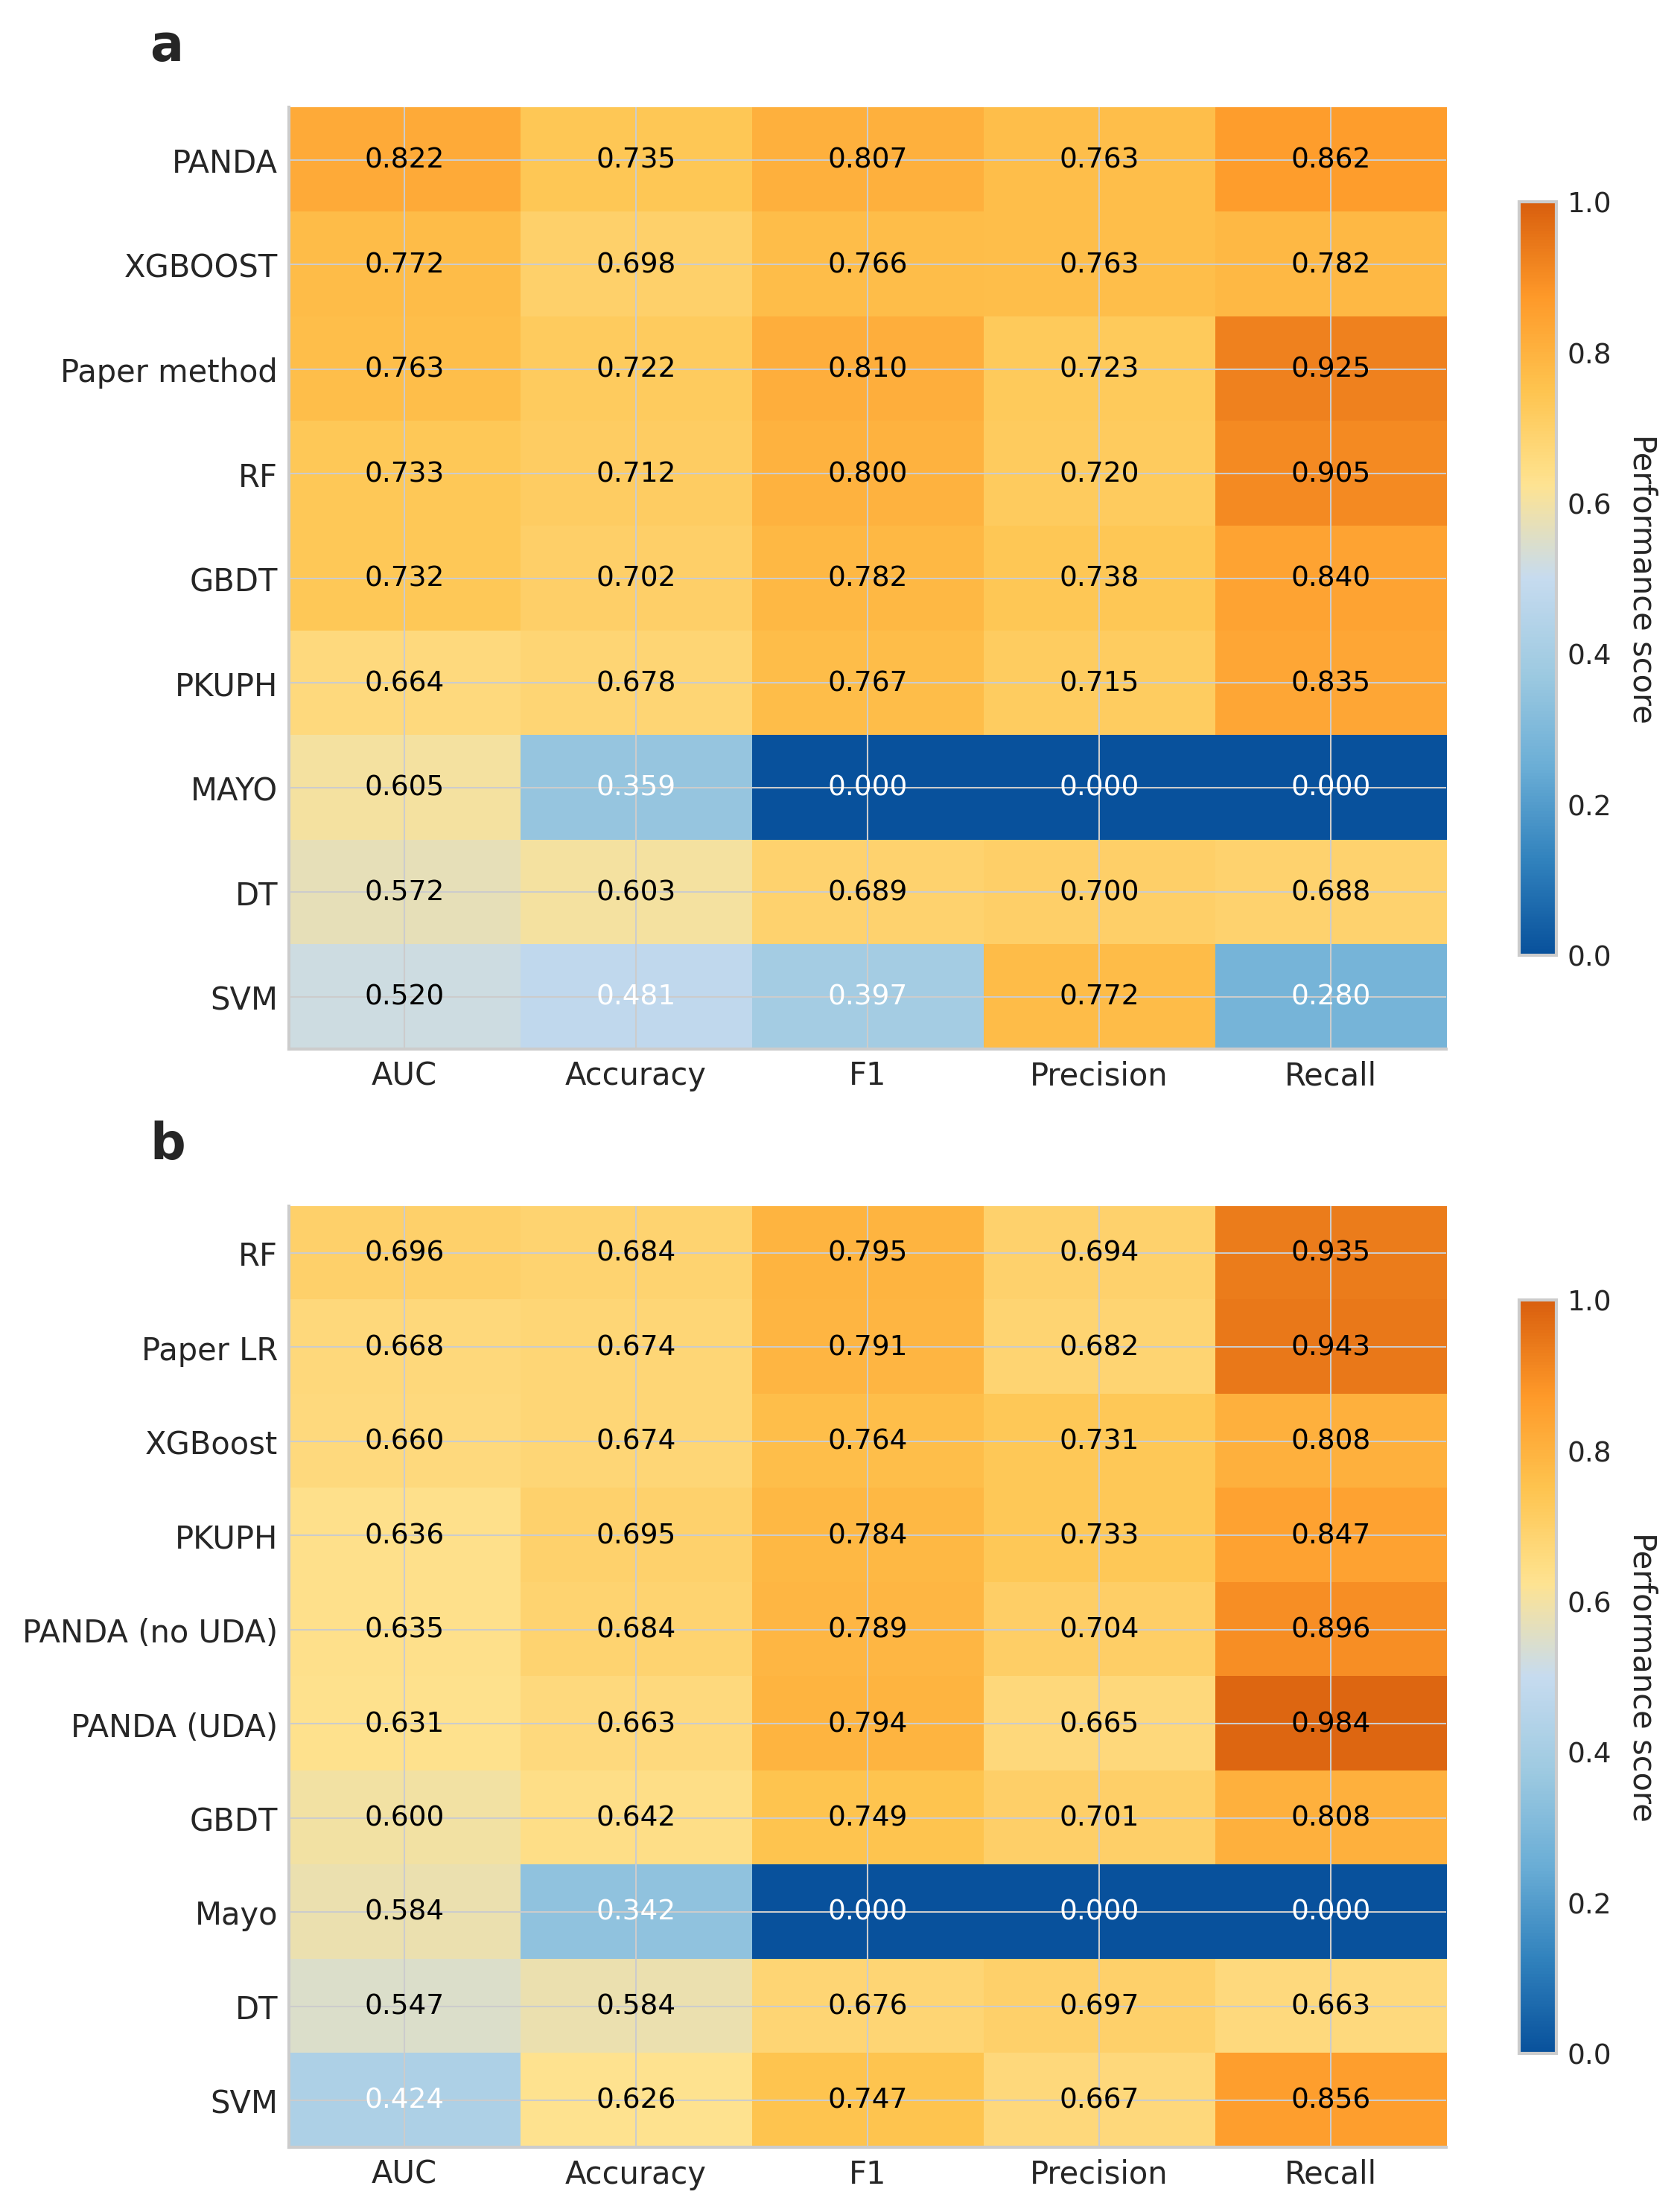 a
PANDA 0.822 0.735 0.807 0.763 0.862
XGBOOST 0.772 0.698 0.766 0.763 0.782
Paper method 0.763 0.722 0.810 0.723 0.925
RF 0.733 0.712 0.800 0.720 0.905
GBDT 0.732 0.702 0.782 0.738 0.840
PKUPH 0.664 0.678 0.767 0.715 0.835
MAYO 0.605 0.359 0.000 0.000 0.000
DT 0.572 0.603 0.689 0.700 0.688
SVM 0.520 0.481 0.397 0.772 0.280
AUC Accuracy F1 Precision Recall
1.0
0.8
0.6
0.4
0.2
0.0
Performance score
b
RF 0.696 0.684 0.795 0.694 0.935
Paper LR 0.668 0.674 0.791 0.682 0.943
XGBoost 0.660 0.674 0.764 0.731 0.808
PKUPH 0.636 0.695 0.784 0.733 0.847
PANDA (no UDA) 0.635 0.684 0.789 0.704 0.896
PANDA (UDA) 0.631 0.663 0.794 0.665 0.984
GBDT 0.600 0.642 0.749 0.701 0.808
Mayo 0.584 0.342 0.000 0.000 0.000
DT 0.547 0.584 0.676 0.697 0.663
SVM 0.424 0.626 0.747 0.667 0.856
AUC Accuracy F1 Precision Recall
1.0
0.8
0.6
0.4
0.2
0.0
Performance score